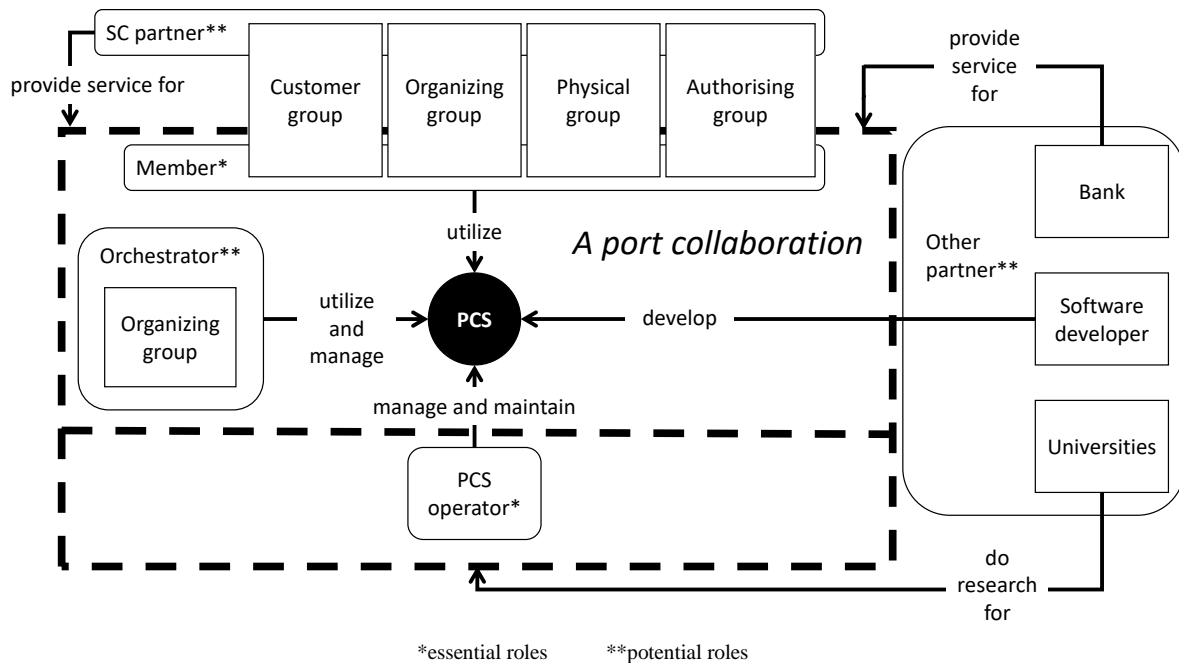 SC partner**
provide service for
Customer
group
Organizing
group
Physical
group
Authorising
group
Member*
provide
service
for
Bank
Other
partner**
Software
developer
Universities
utilize
A port collaboration
Orchestrator**
Organizing
group
utilize
and
manage
PCS
develop
manage and maintain
PCS
operator*
do
research
for
*essential roles
**potential roles